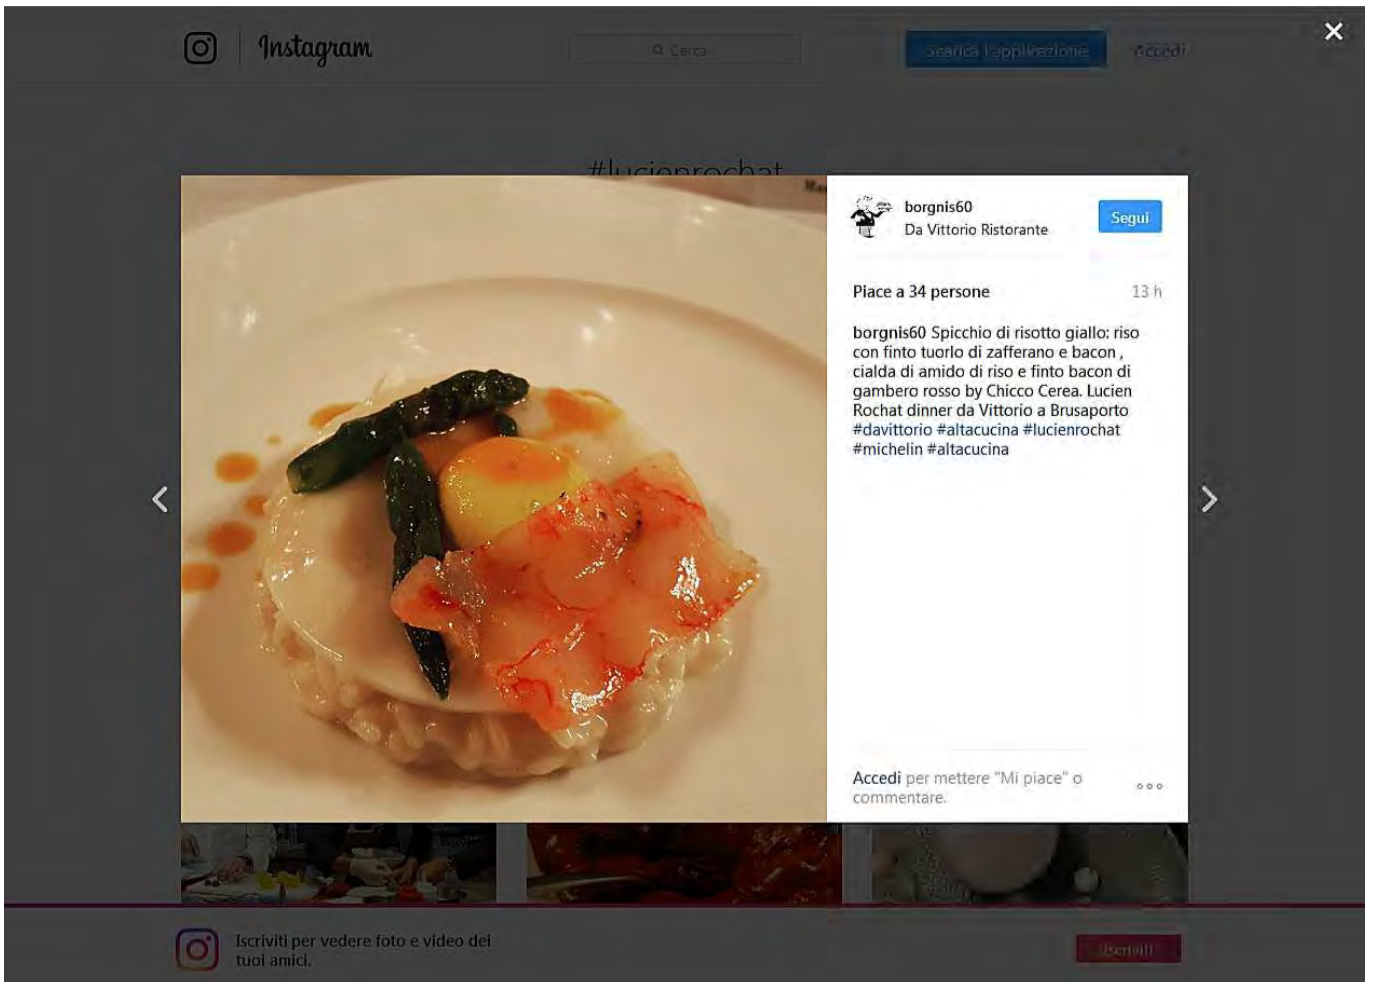 Instagram
Cerca
Scarica l'applicazione
Accedi
#lucienrochat
borgnis60
Da Vittorio Ristorante
Segui
Piace a 34 persone
13 h
borgnis60 Spicchio di risotto giallo: riso
con finto tuorlo di zafferano e bacon ,
cialda di amido di riso e finto bacon di
gambero rosso by Chicco Cerea. Lucien
Rochat dinner da Vittorio a Brusaporto
#davittorio #altacucina #lucienrochat
#michelin #altacucina
Accedi per mettere "Mi piace" o
commentare.
Iscriviti per vedere foto e video dei
tuoi amici.
Iscriviti